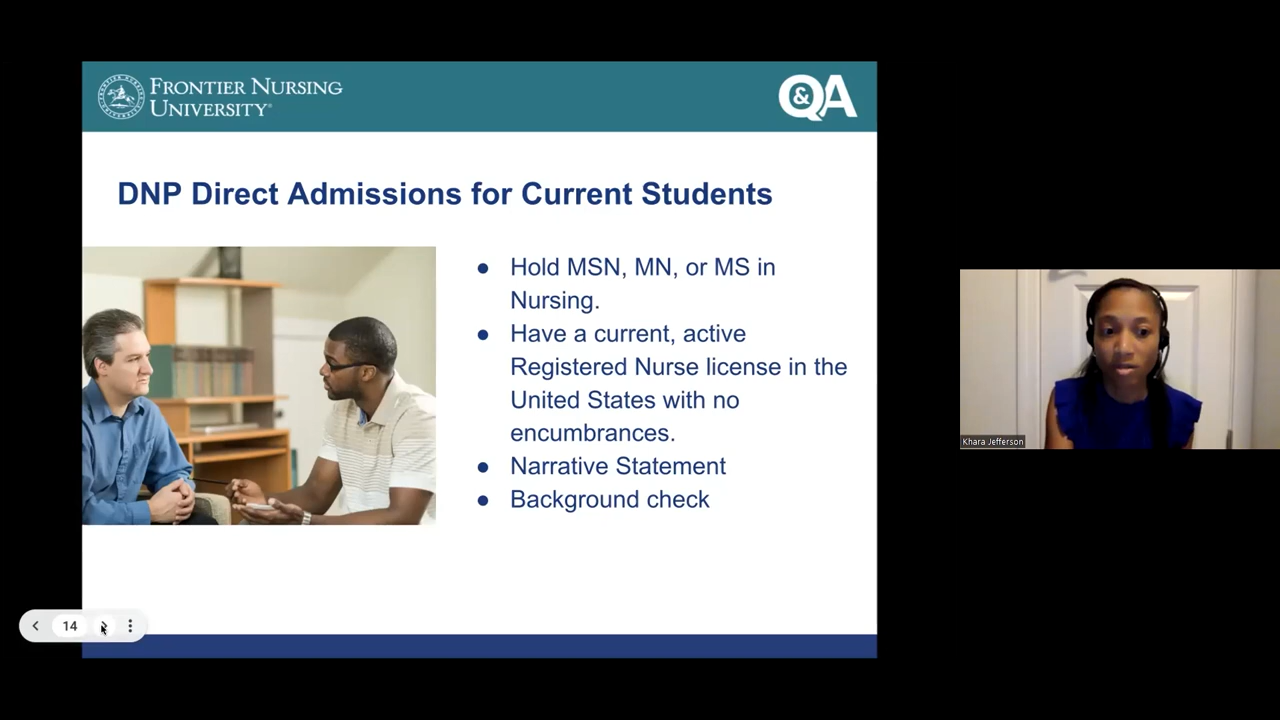 FRONTIER NURSING
UNIVERSITY®
Q&A
DNP Direct Admissions for Current Students
● Hold MSN, MN, or MS in
Nursing.
● Have a current, active
Registered Nurse license in the
United States with no
encumbrances.
● Narrative Statement
● Background check
Khara Jefferson
14